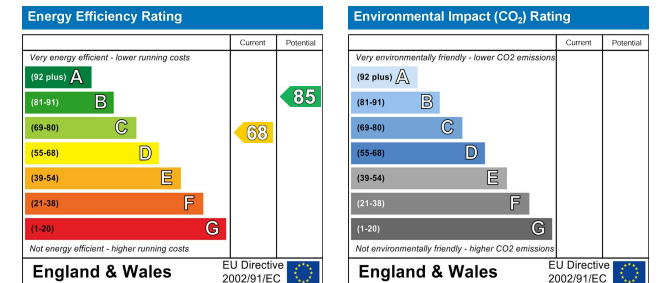 Energy Efficiency Rating
Current Potential
Very energy efficient - lower running costs
(92 plus) A
(81-91) B
(69-80) C
(55-68) D
(39-54) E
(21-38) F
(1-20) G
68
85
Not energy efficient - higher running costs
England & Wales
EU Directive
2002/91/EC
Environmental Impact (CO₂) Rating
Current Potential
Very environmentally friendly - lower CO2 emissions
(92 plus) A
(81-91) B
(69-80) C
(55-68) D
(39-54) E
(21-38) F
(1-20) G
Not environmentally friendly - higher CO2 emissions
England & Wales
EU Directive
2002/91/EC